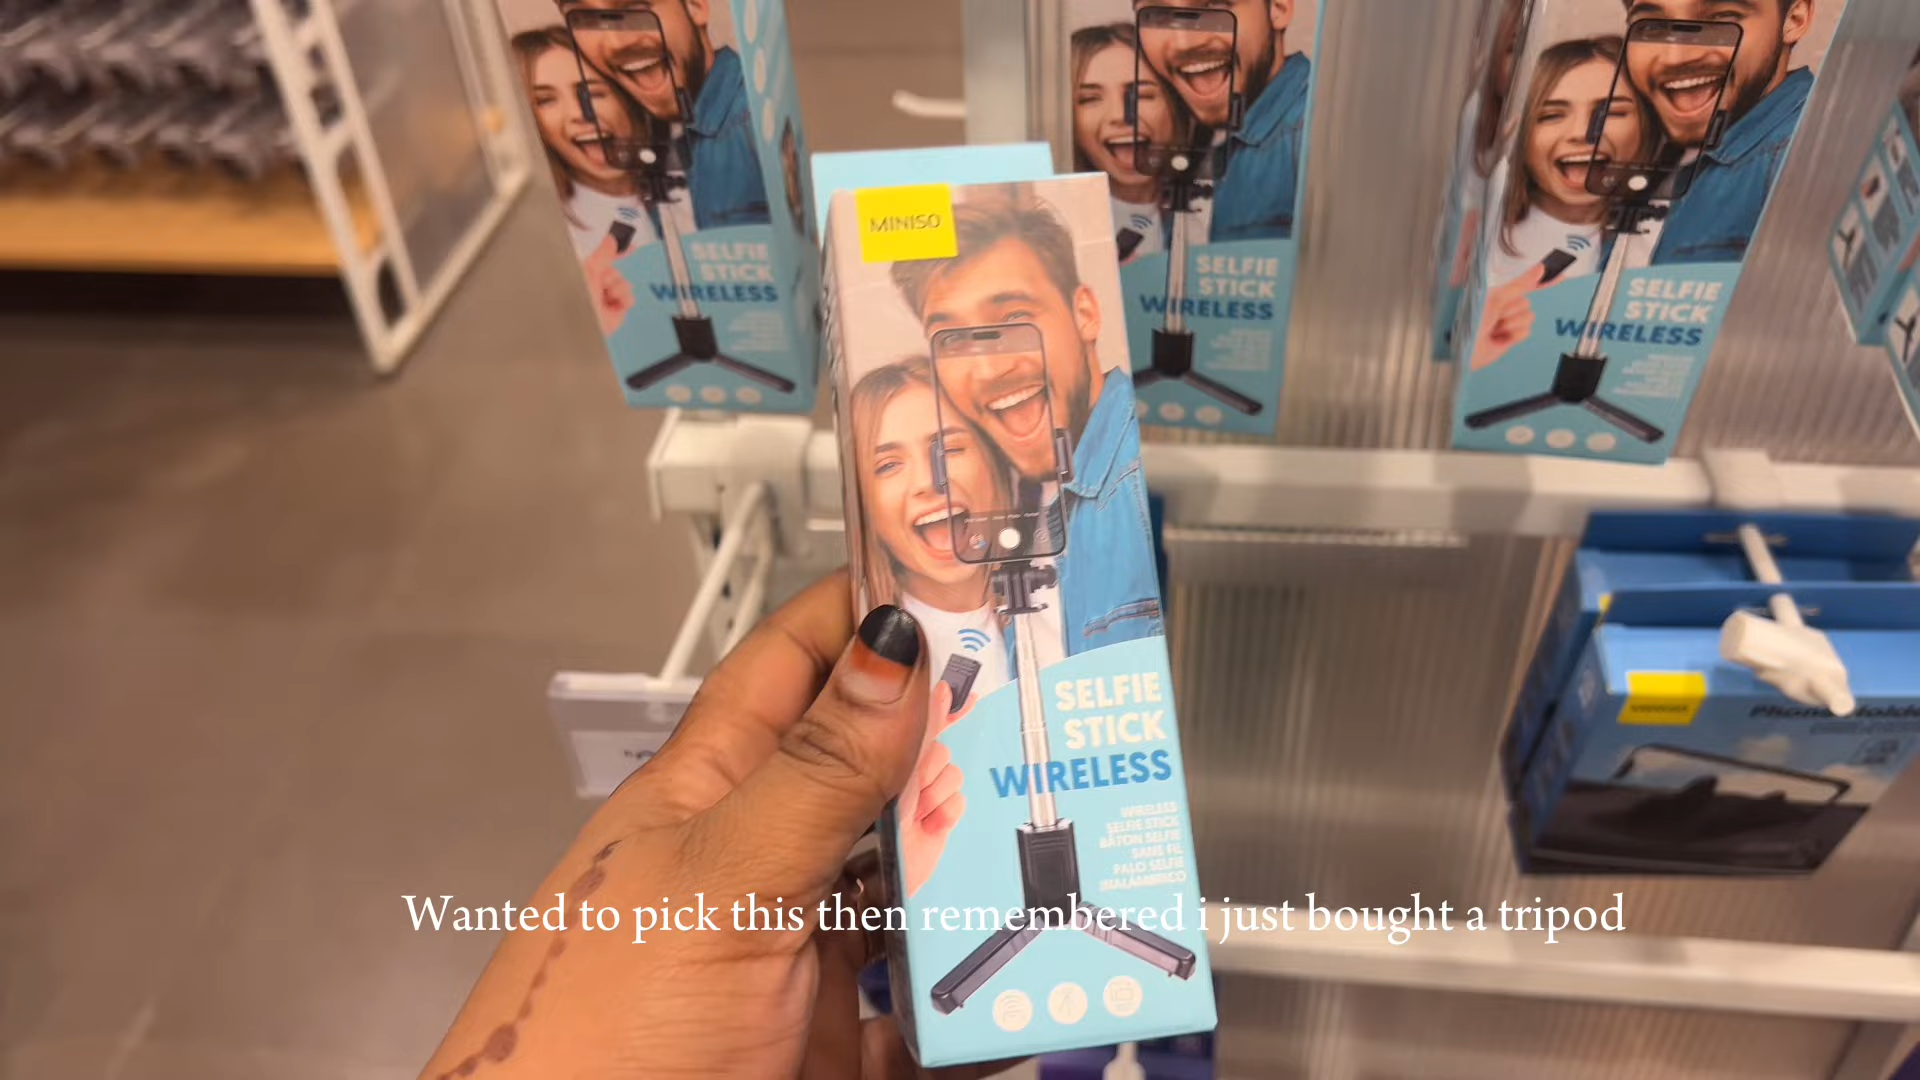 SELFIE
STICK
WIRELESS
SELFIE
STICK
WIRELESS
SELFIE
STICK
WIRELESS
MINISO
SELFIE
STICK
WIRELESS
WIRELESS
SELFIE STICK
BÂTON SELFIE
SANS FIL
PALO SELFIE
INALÁMBRICO
Wanted to pick this then remembered i just bought a tripod